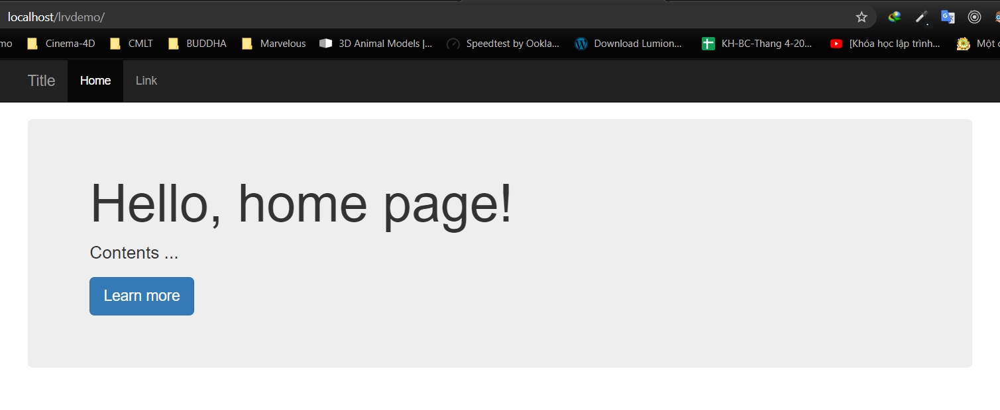 localhost/lrvdemo/
mo Cinema-4D CMLT BUDDHA Marvelous 3D Animal Models |... Speedtest by Ookla... Download Lumion... KH-BC-Thang 4-20... [Khóa học lập trình... Một c
Title Home Link
Hello, home page!
Contents ...
Learn more